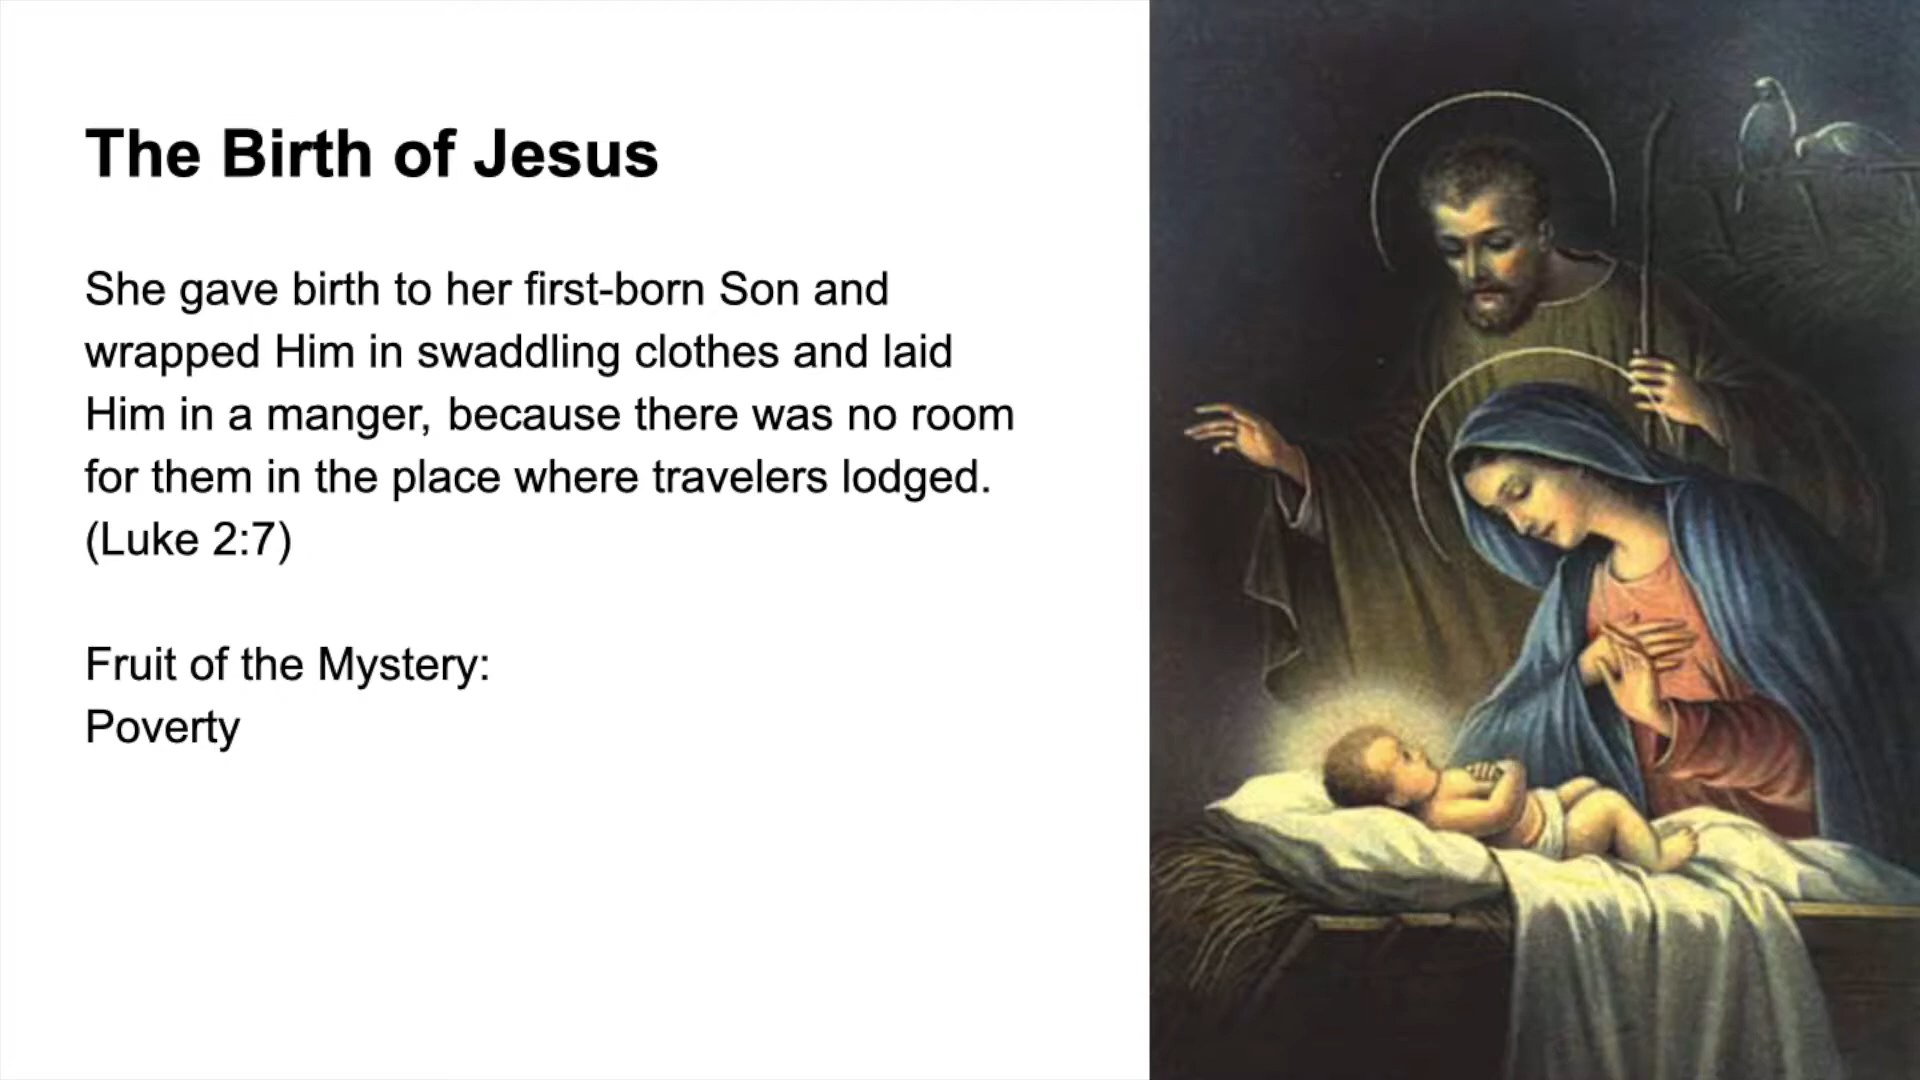 The Birth of Jesus
She gave birth to her first-born Son and
wrapped Him in swaddling clothes and laid
Him in a manger, because there was no room
for them in the place where travelers lodged.
(Luke 2:7)
Fruit of the Mystery:
Poverty